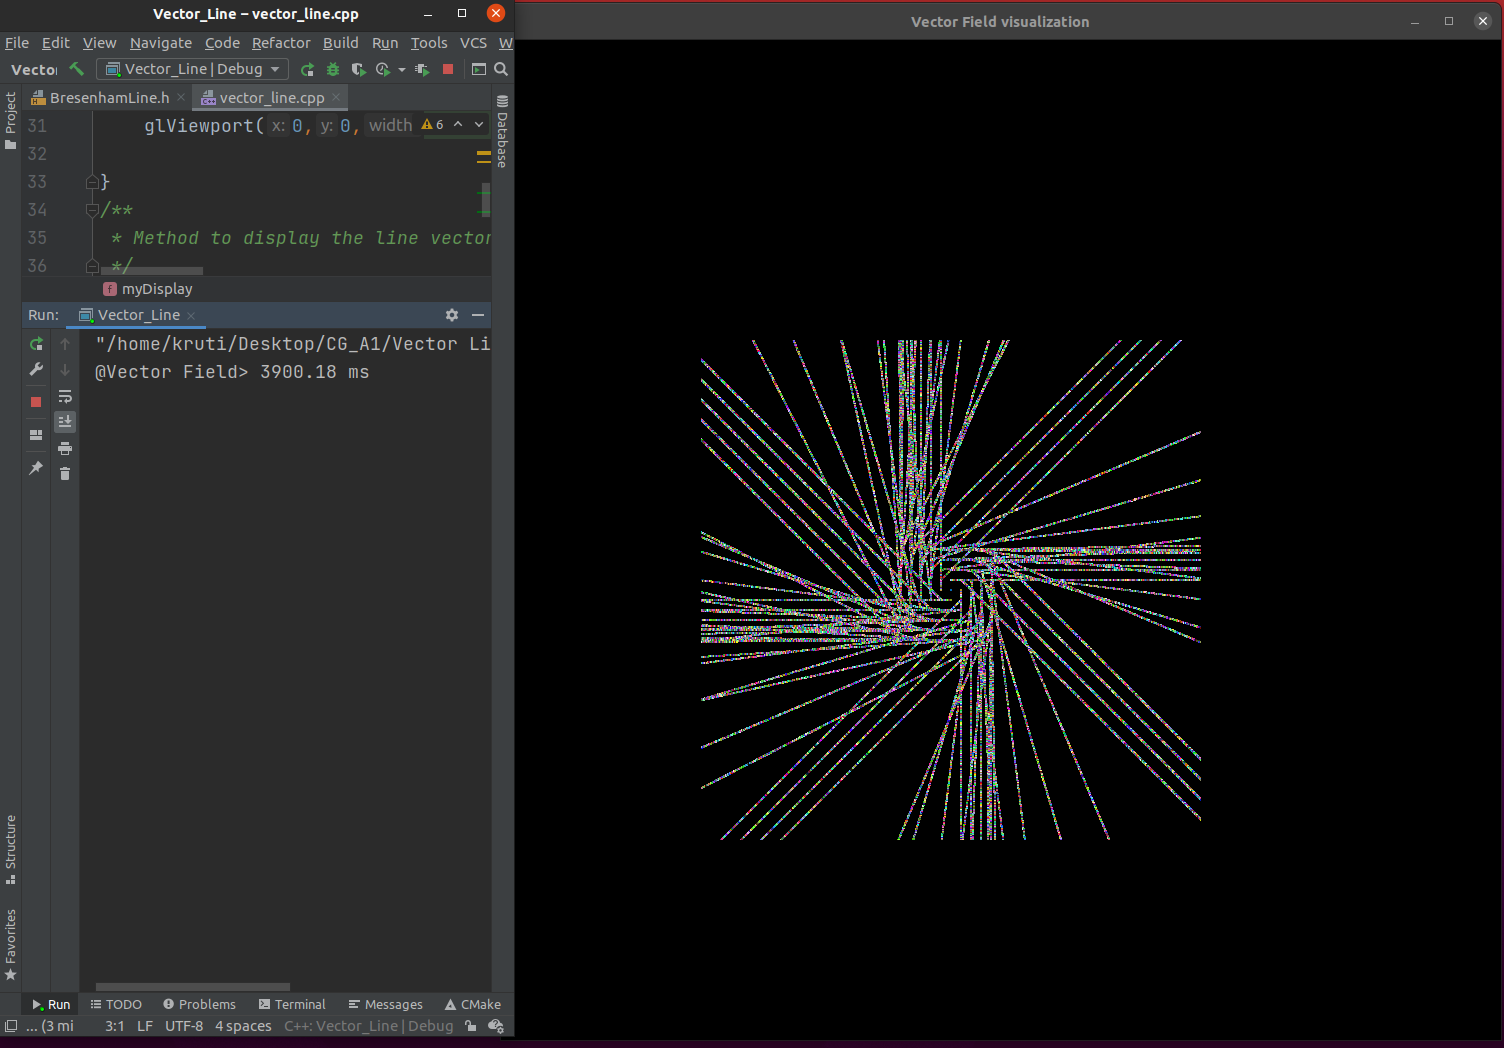 Vector_Line – vector_line.cpp
Vector Field visualization
File Edit View Navigate Code Refactor Build Run Tools VCS W
Vecto Vector_Line | Debug
BresenhamLine.h vector_line.cpp
31 glViewport( x: 0, y: 0, width 6
32
33 }
34 /**
35 * Method to display the line vector
36 */
myDisplay
Run: Vector_Line
"/home/kruti/Desktop/CG_A1/Vector Li
@Vector Field> 3900.18 ms
Project
Database
Structure
Favorites
Run TODO Problems Terminal Messages CMake
... (3 mi 3:1 LF UTF-8 4 spaces C++: Vector_Line | Debug